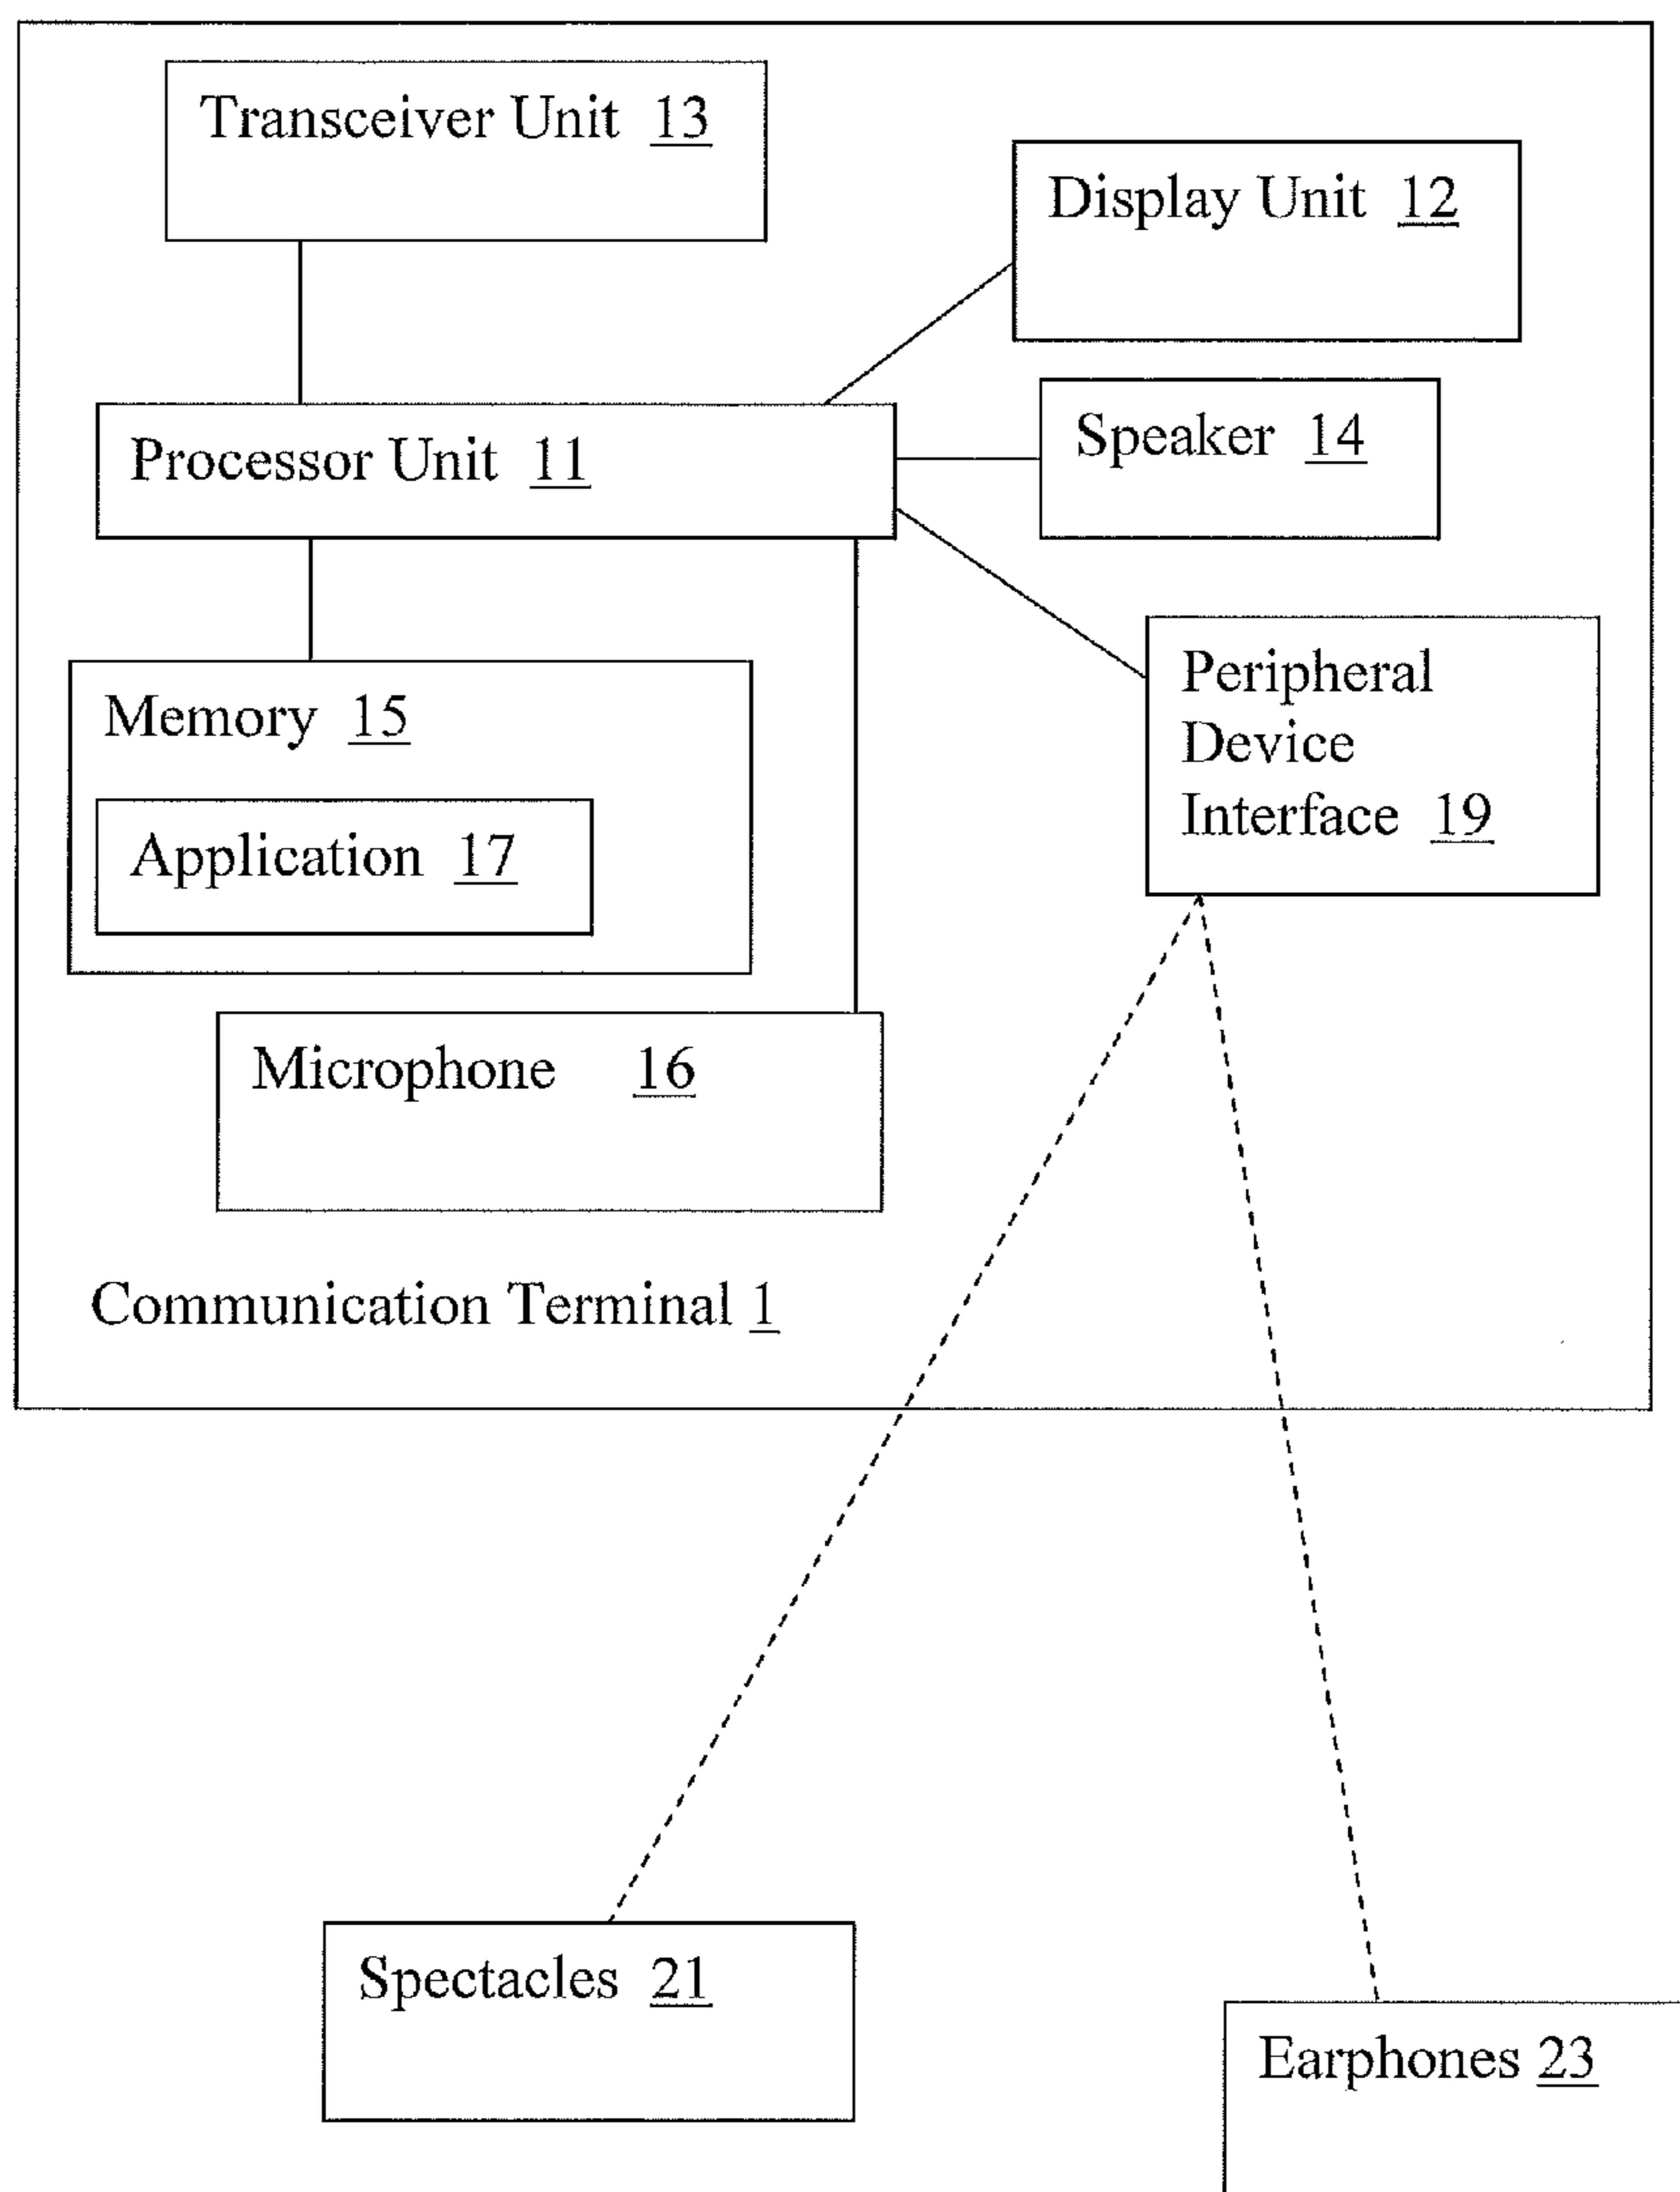 Transceiver Unit 13
Display Unit 12
Processor Unit 11
Speaker 14
Peripheral
Device
Interface 19
Memory 15
Application 17
Microphone 16
Communication Terminal 1
Spectacles 21
Earphones 23